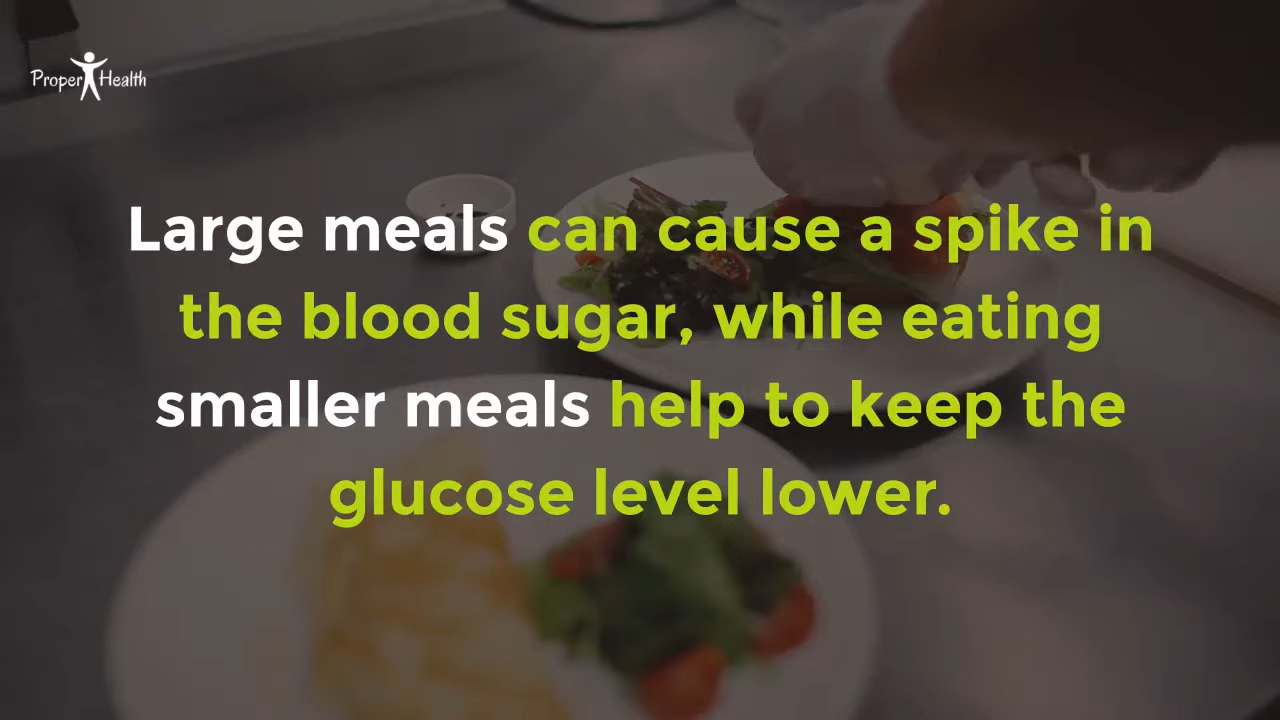 Proper Health
Large meals can cause a spike in
the blood sugar, while eating
smaller meals help to keep the
glucose level lower.